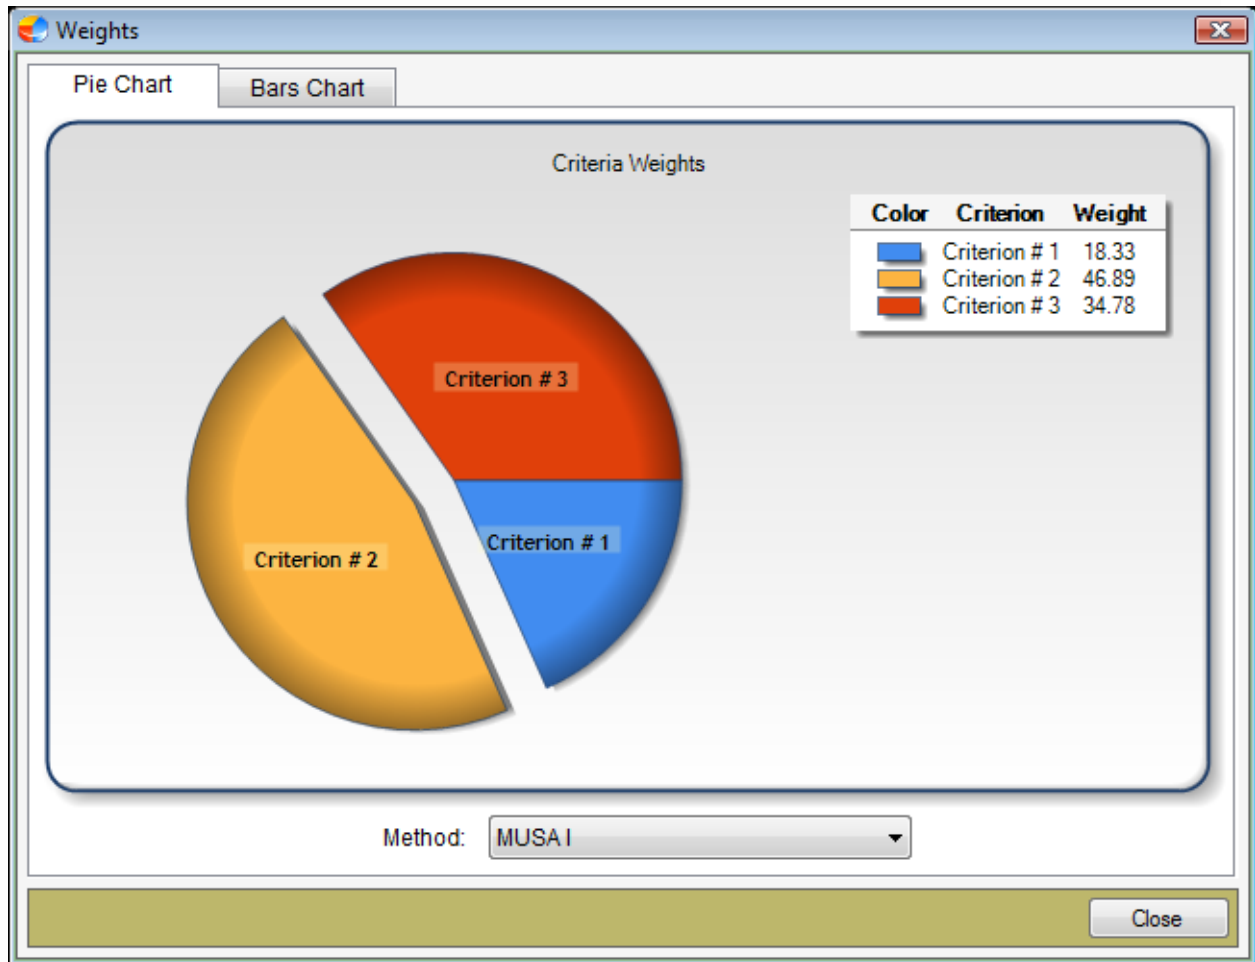 Weights
Pie Chart
Bars Chart
Criteria Weights
Color Criterion Weight
Criterion # 1 18.33
Criterion # 2 46.89
Criterion # 3 34.78
Criterion # 3
Criterion # 1
Criterion # 2
Method: MUSA I
Close